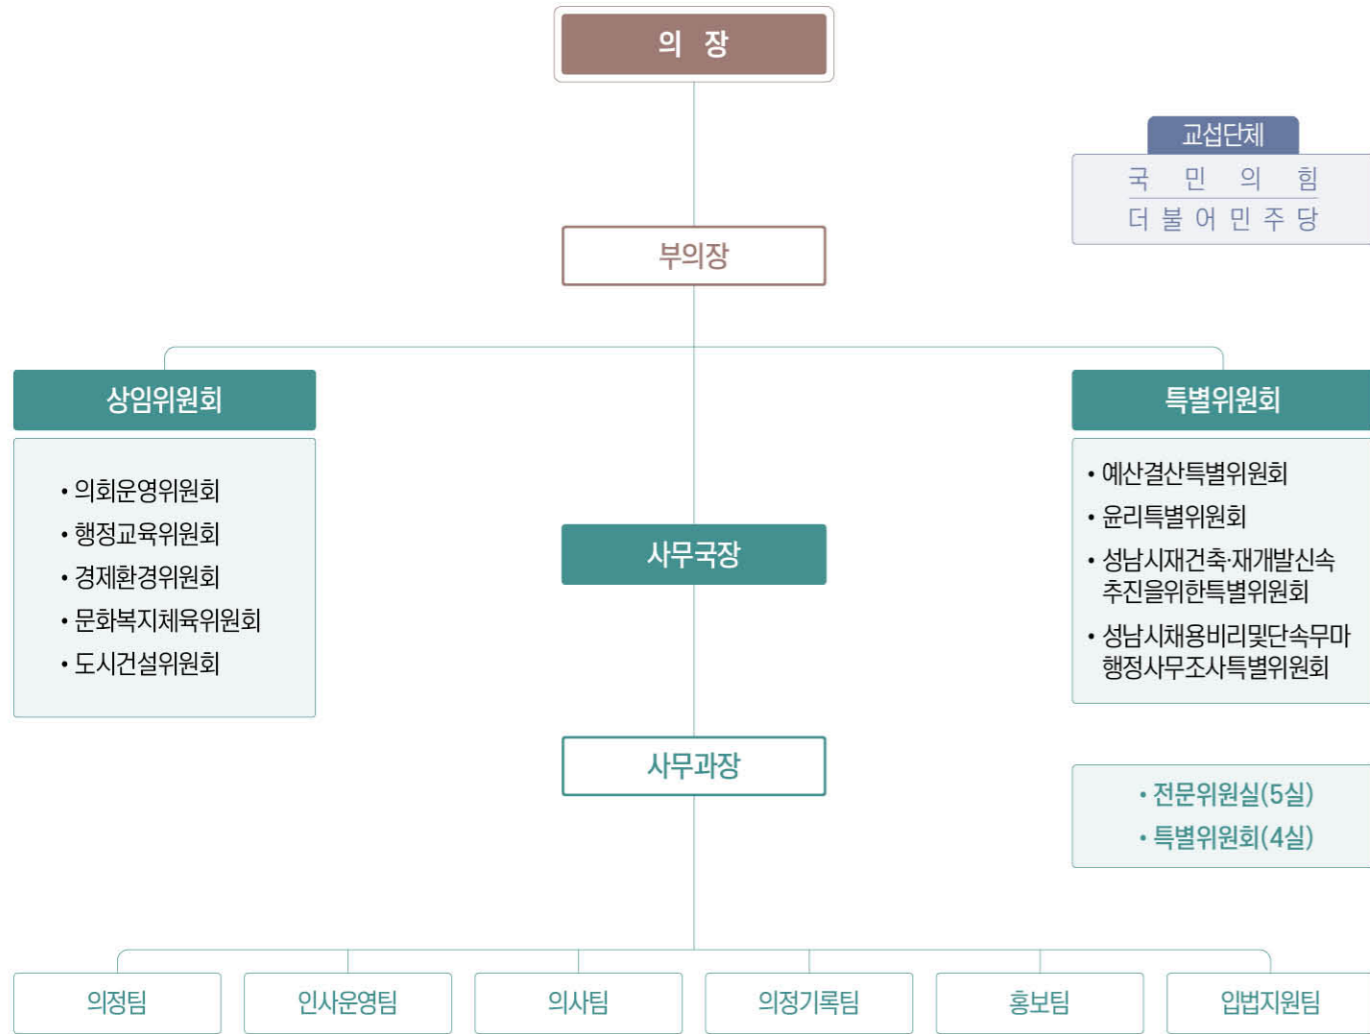 의 장
교섭단체
국 민 의 힘
더 불 어 민 주 당
부의장
상임위원회
• 의회운영위원회
• 행정교육위원회
• 경제환경위원회
• 문화복지체육위원회
• 도시건설위원회
특별위원회
• 예산결산특별위원회
• 윤리특별위원회
• 성남시재건축·재개발신속
추진을위한특별위원회
• 성남시채용비리및단속무마
행정사무조사특별위원회
사무국장
사무과장
• 전문위원실(5실)
• 특별위원회(4실)
의정팀
인사운영팀
의사팀
의정기록팀
홍보팀
입법지원팀